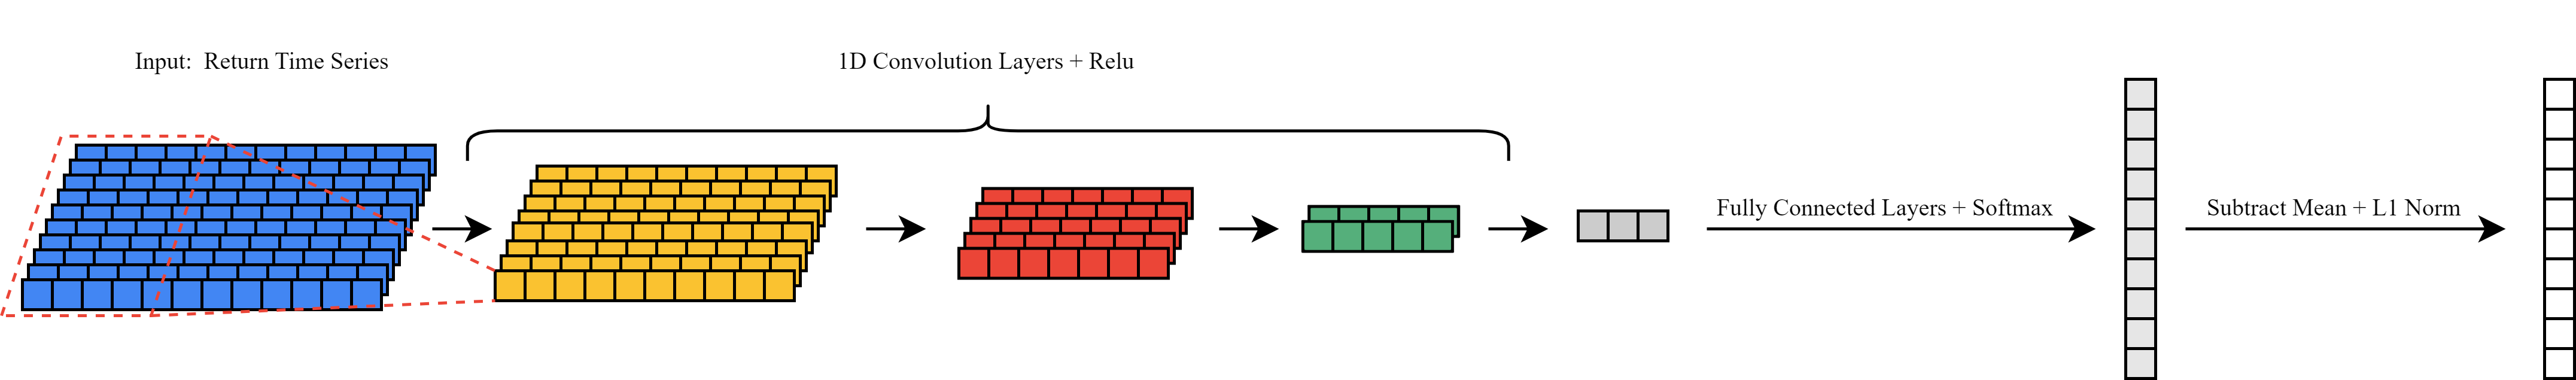 Input: Return Time Series
1D Convolution Layers + Relu
Fully Connected Layers + Softmax
Subtract Mean + L1 Norm